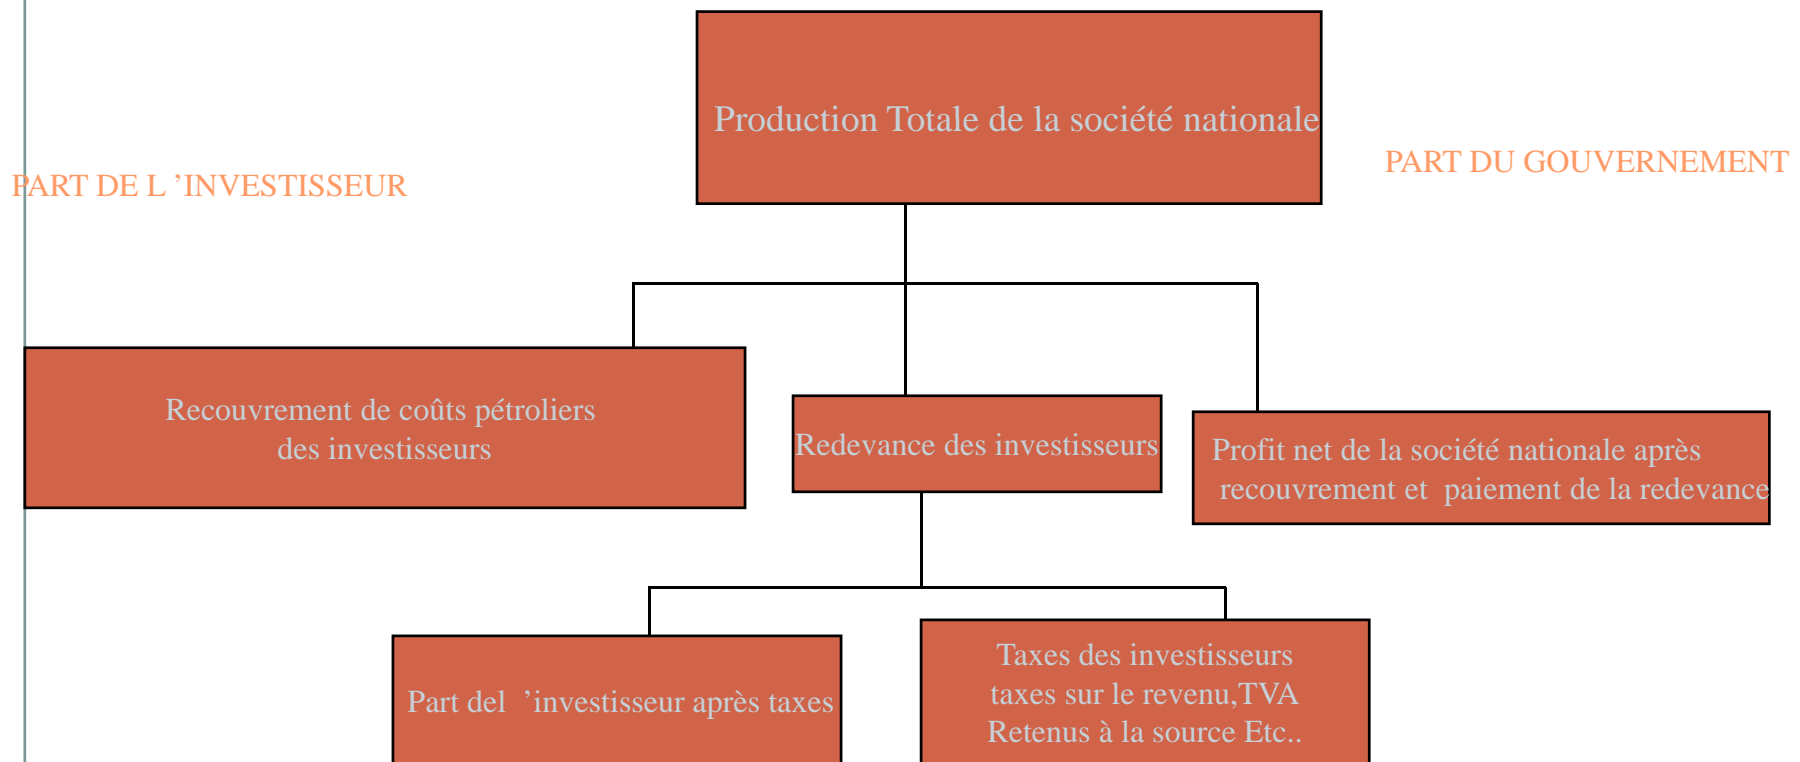 Production Totale de la société nationale
PART DU GOUVERNEMENT
PART DE L ’INVESTISSEUR
Recouvrement de coûts pétroliers
des investisseurs
Redevance des investisseurs
Profit net de la société nationale après
recouvrement et paiement de la redevance
Part del ’investisseur après taxes
Taxes des investisseurs
taxes sur le revenu,TVA
Retenus à la source Etc..